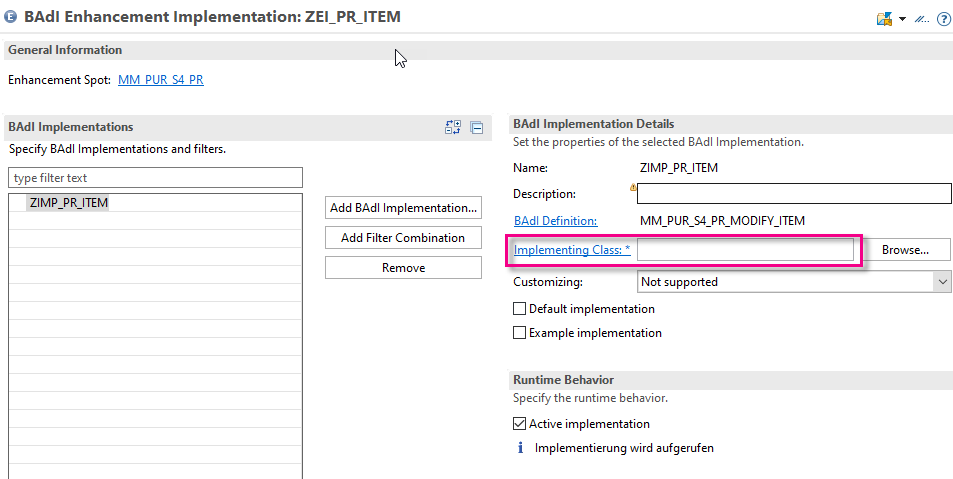 BAdI Enhancement Implementation: ZEI_PR_ITEM
General Information
Enhancement Spot: MM_PUR_S4_PR
BAdI Implementations
Specify BAdI Implementations and filters.
type filter text
ZIMP_PR_ITEM
Add BAdI Implementation...
Add Filter Combination
Remove
BAdI Implementation Details
Set the properties of the selected BAdI Implementation.
Name: ZIMP_PR_ITEM
Description:
BAdI Definition: MM_PUR_S4_PR_MODIFY_ITEM
Implementing Class: * Browse...
Customizing: Not supported
Default implementation
Example implementation
Runtime Behavior
Specify the runtime behavior.
Active implementation
Implementierung wird aufgerufen